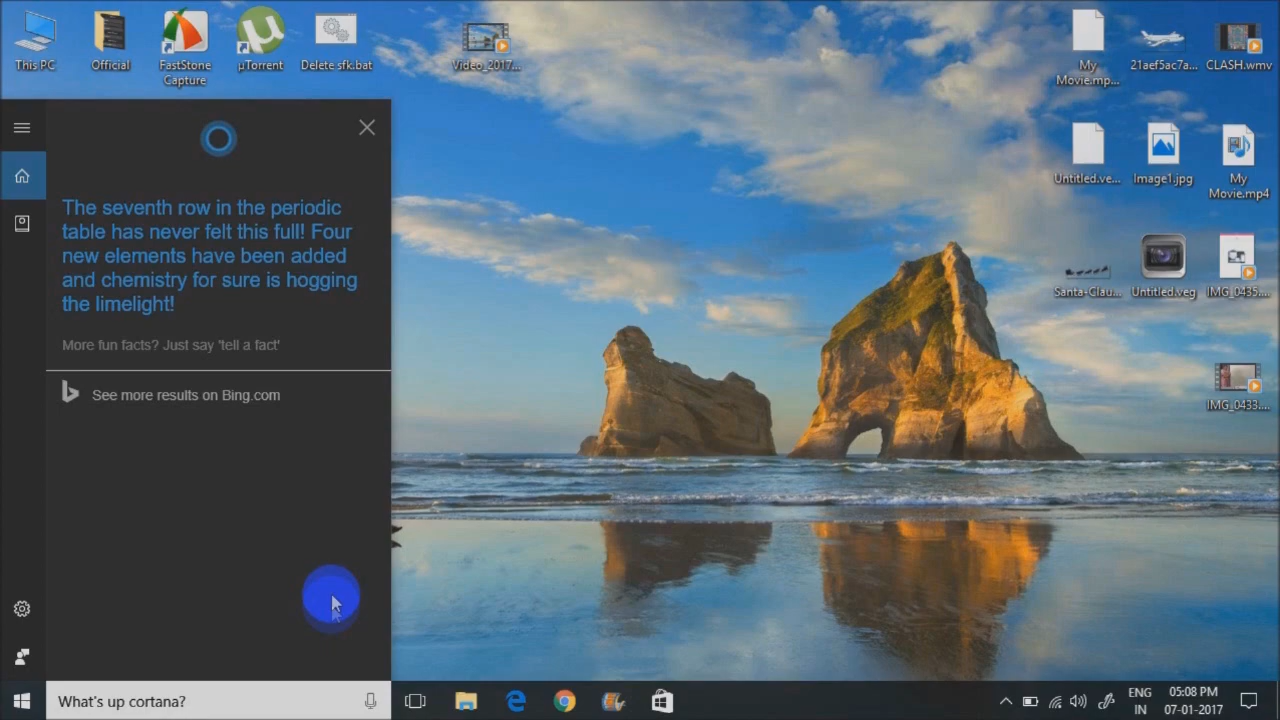 This PC
Official
FastStone
Capture
µTorrent
Delete sfk.bat
Video_2017...
My
Movie.mp...
21aef5ac7a...
CLASH.wmv
Untitled.ve...
Image1.jpg
My
Movie.mp4
Santa-Clau...
Untitled.veg
IMG_0435....
IMG_0433....
The seventh row in the periodic
table has never felt this full! Four
new elements have been added
and chemistry for sure is hogging
the limelight!
More fun facts? Just say 'tell a fact'
See more results on Bing.com
What's up cortana?
ENG
IN
05:08 PM
07-01-2017